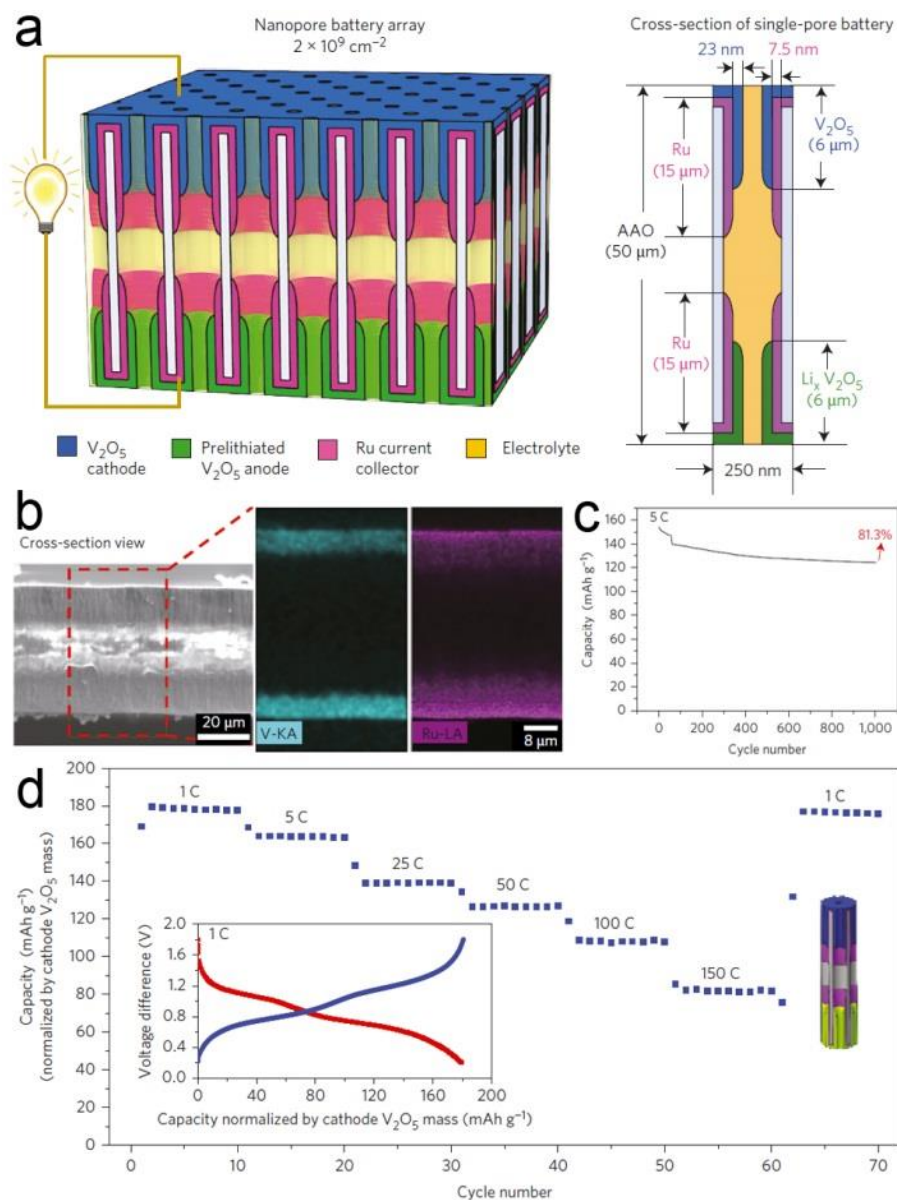 a
Nanopore battery array
2 × 10⁹ cm⁻²
Cross-section of single-pore battery
23 nm
7.5 nm
V₂O₅
(6 µm)
Ru
(15 µm)
AAO
(50 µm)
Ru
(15 µm)
Liₓ V₂O₅
(6 µm)
250 nm
V₂O₅
cathode
Prelithiated
V₂O₅ anode
Ru current
collector
Electrolyte
b
Cross-section view
20 µm
V-KA
Ru-LA
8 µm
c
Capacity (mAh g⁻¹)
160
140
120
100
80
60
40
20
0
5 C
81.3%
0
200
400
600
800
1,000
Cycle number
d
Capacity (mAh g⁻¹)
(normalized by cathode V₂O₅ mass)
200
180
160
140
120
100
80
60
40
20
0
1 C
5 C
25 C
50 C
100 C
150 C
1 C
Voltage difference (V)
2.0
1.6
1.2
0.8
0.4
0.0
1 C
0
40
80
120
160
200
Capacity normalized by cathode V₂O₅ mass (mAh g⁻¹)
0
10
20
30
40
50
60
70
Cycle number